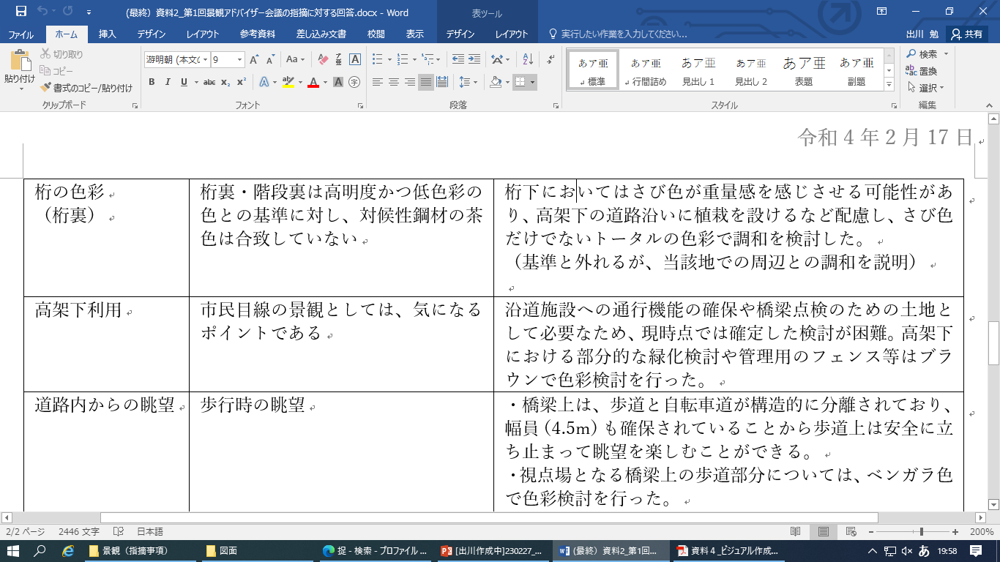 (最終）資料2_第1回景観アドバイザー会議の指摘に対する回答.docx - Word
表ツール
ファイル ホーム 挿入 デザイン レイアウト 参考資料 差し込み文書 校閲 表示 デザイン レイアウト 実行したい作業を入力してください... 出川 勉 共有
貼り付け
切り取り
コピー
書式のコピー/貼り付け
クリップボード
游明朝 (本文の 9
フォント
段落
あア亜 あア亜 あア亜 あア亜 あア亜 あア亜
標準 行間詰め 見出し 1 見出し 2 表題 副題
スタイル
検索
置換
選択
編集
令和 4 年 2 月 17 日
桁の色彩
（桁裏）
桁裏・階段裏は高明度かつ低色彩の
色との基準に対し、対候性鋼材の茶
色は合致していない
桁下においてはさび色が重量感を感じさせる可能性があ
り、高架下の道路沿いに植栽を設けるなど配慮し、さび色
だけでないトータルの色彩で調和を検討した。
（基準と外れるが、当該地での周辺との調和を説明）
高架下利用
市民目線の景観としては、気になる
ポイントである
沿道施設への通行機能の確保や橋梁点検のための土地と
して必要なため、現時点では確定した検討が困難。高架下
における部分的な緑化検討や管理用のフェンス等はブラ
ウンで色彩検討を行った。
道路内からの眺望
歩行時の眺望
・橋梁上は、歩道と自転車道が構造的に分離されており、
幅員（4.5m）も確保されていることから歩道上は安全に立
ち止まって眺望を楽しむことができる。
・視点場となる橋梁上の歩道部分については、ベンガラ色
で色彩検討を行った。
2/2 ページ 2446 文字 日本語 200%
景観（指摘事項） 図面 捉 - 検索 - プロファイル ... [出川作成中]230227_... (最終）資料2_第1回... 資料４_ビジュアル作成... あ 19:58